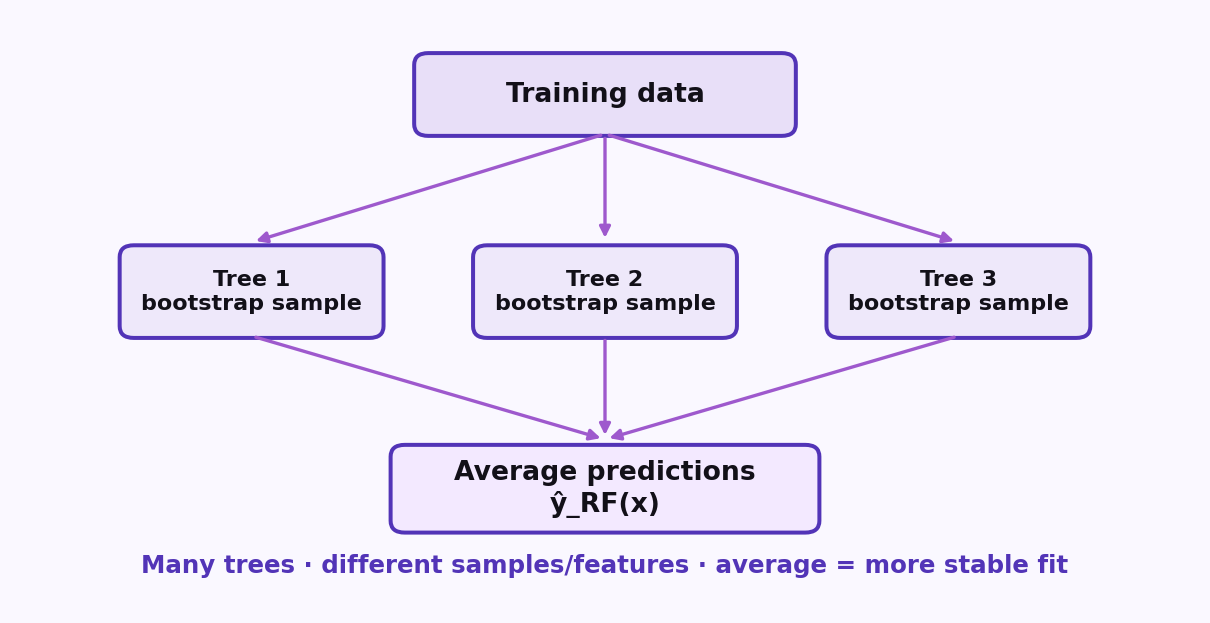 Training data
Tree 1
bootstrap sample
Tree 2
bootstrap sample
Tree 3
bootstrap sample
Average predictions
ŷ_RF(x)
Many trees · different samples/features · average = more stable fit